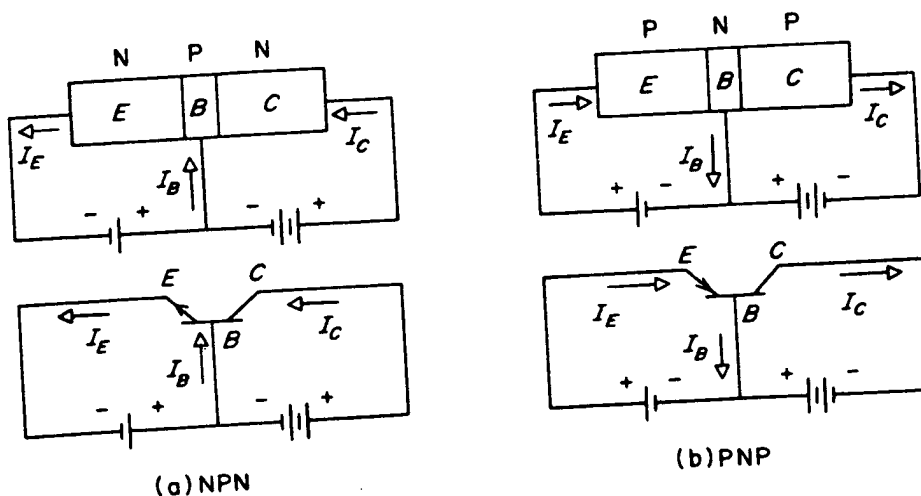 N P N
E B C
I_E I_B I_C
- + - +
E C
I_E I_B B I_C
- + - +
(a) NPN
P N P
E B C
I_E I_B I_C
+ - + -
E C
I_E I_B B I_C
+ - + -
(b) PNP